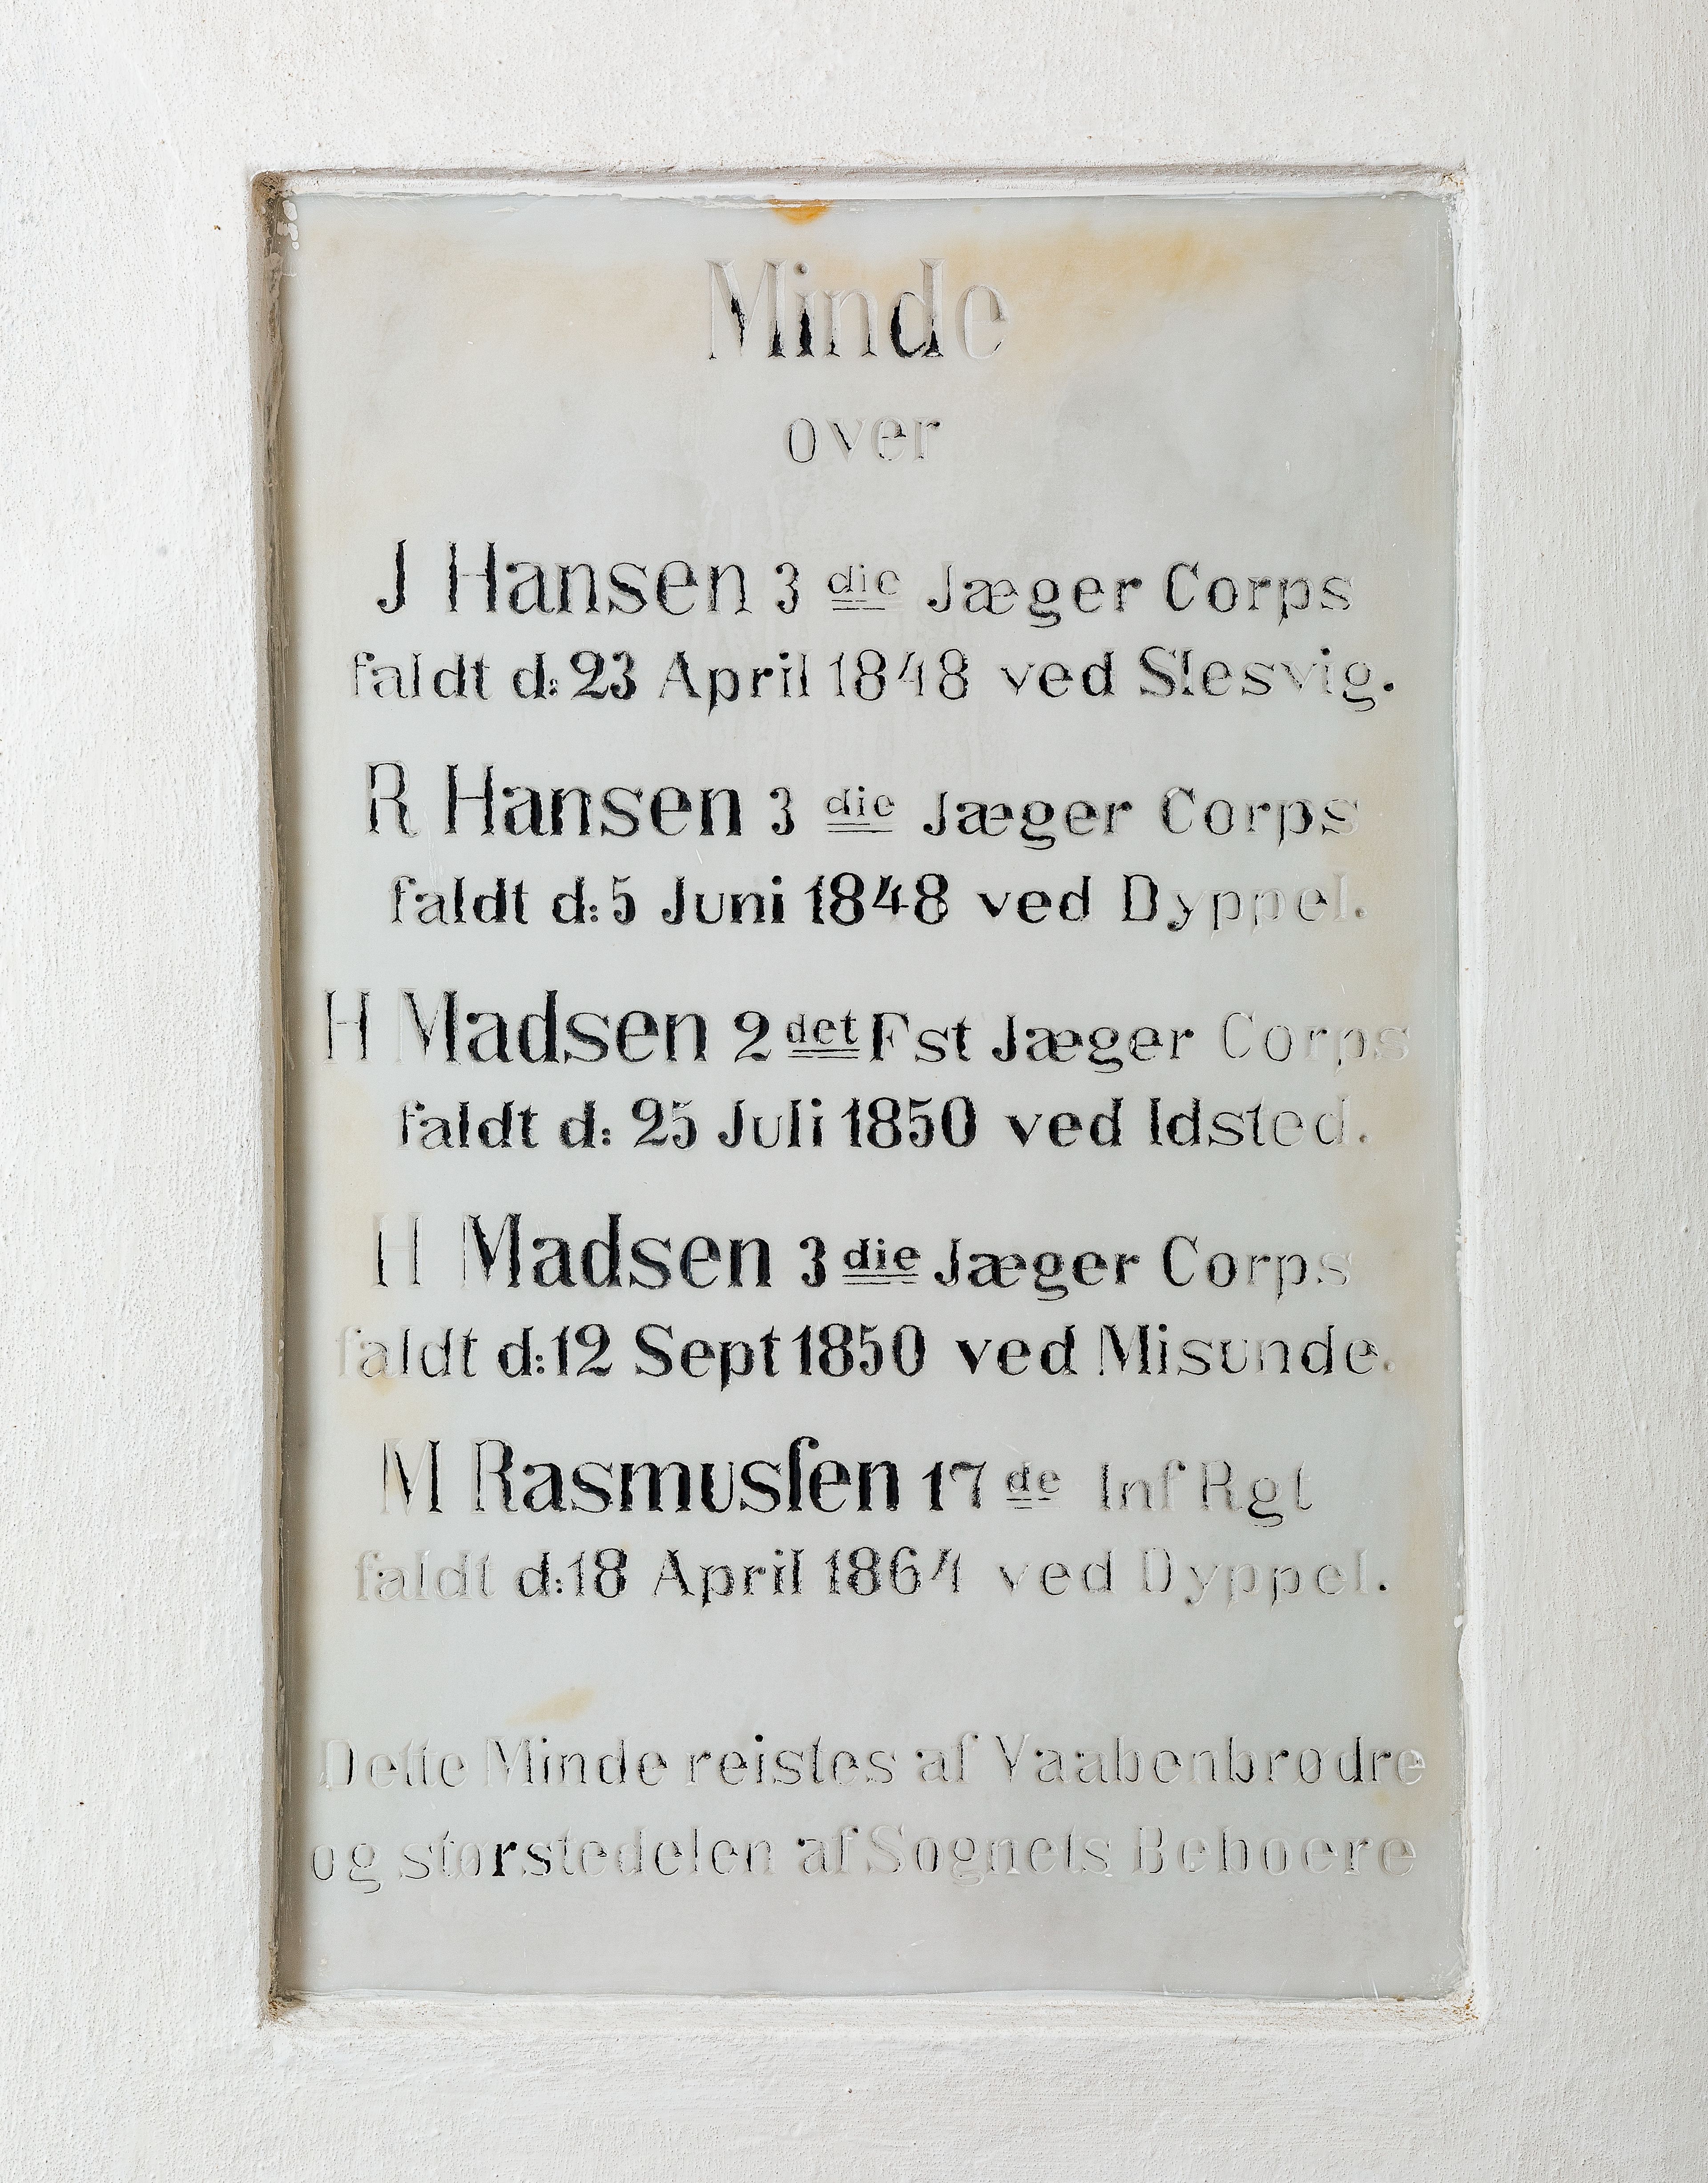 Minde
over
J Hansen 3 die Jæger Corps
faldt d: 23 April 1848 ved Slesvig.
R Hansen 3 die Jæger Corps
faldt d: 5 Juni 1848 ved Dyppel.
H Madsen 2 det Fst Jæger Corps
faldt d: 25 Juli 1850 ved Idsted.
H Madsen 3 die Jæger Corps
faldt d: 12 Sept 1850 ved Misunde.
M Rasmusſen 17 de Inf Rgt
faldt d: 18 April 1864 ved Dyppel.
Dette Minde reistes af Vaabenbrødre
og størstedelen af Sognets Beboere